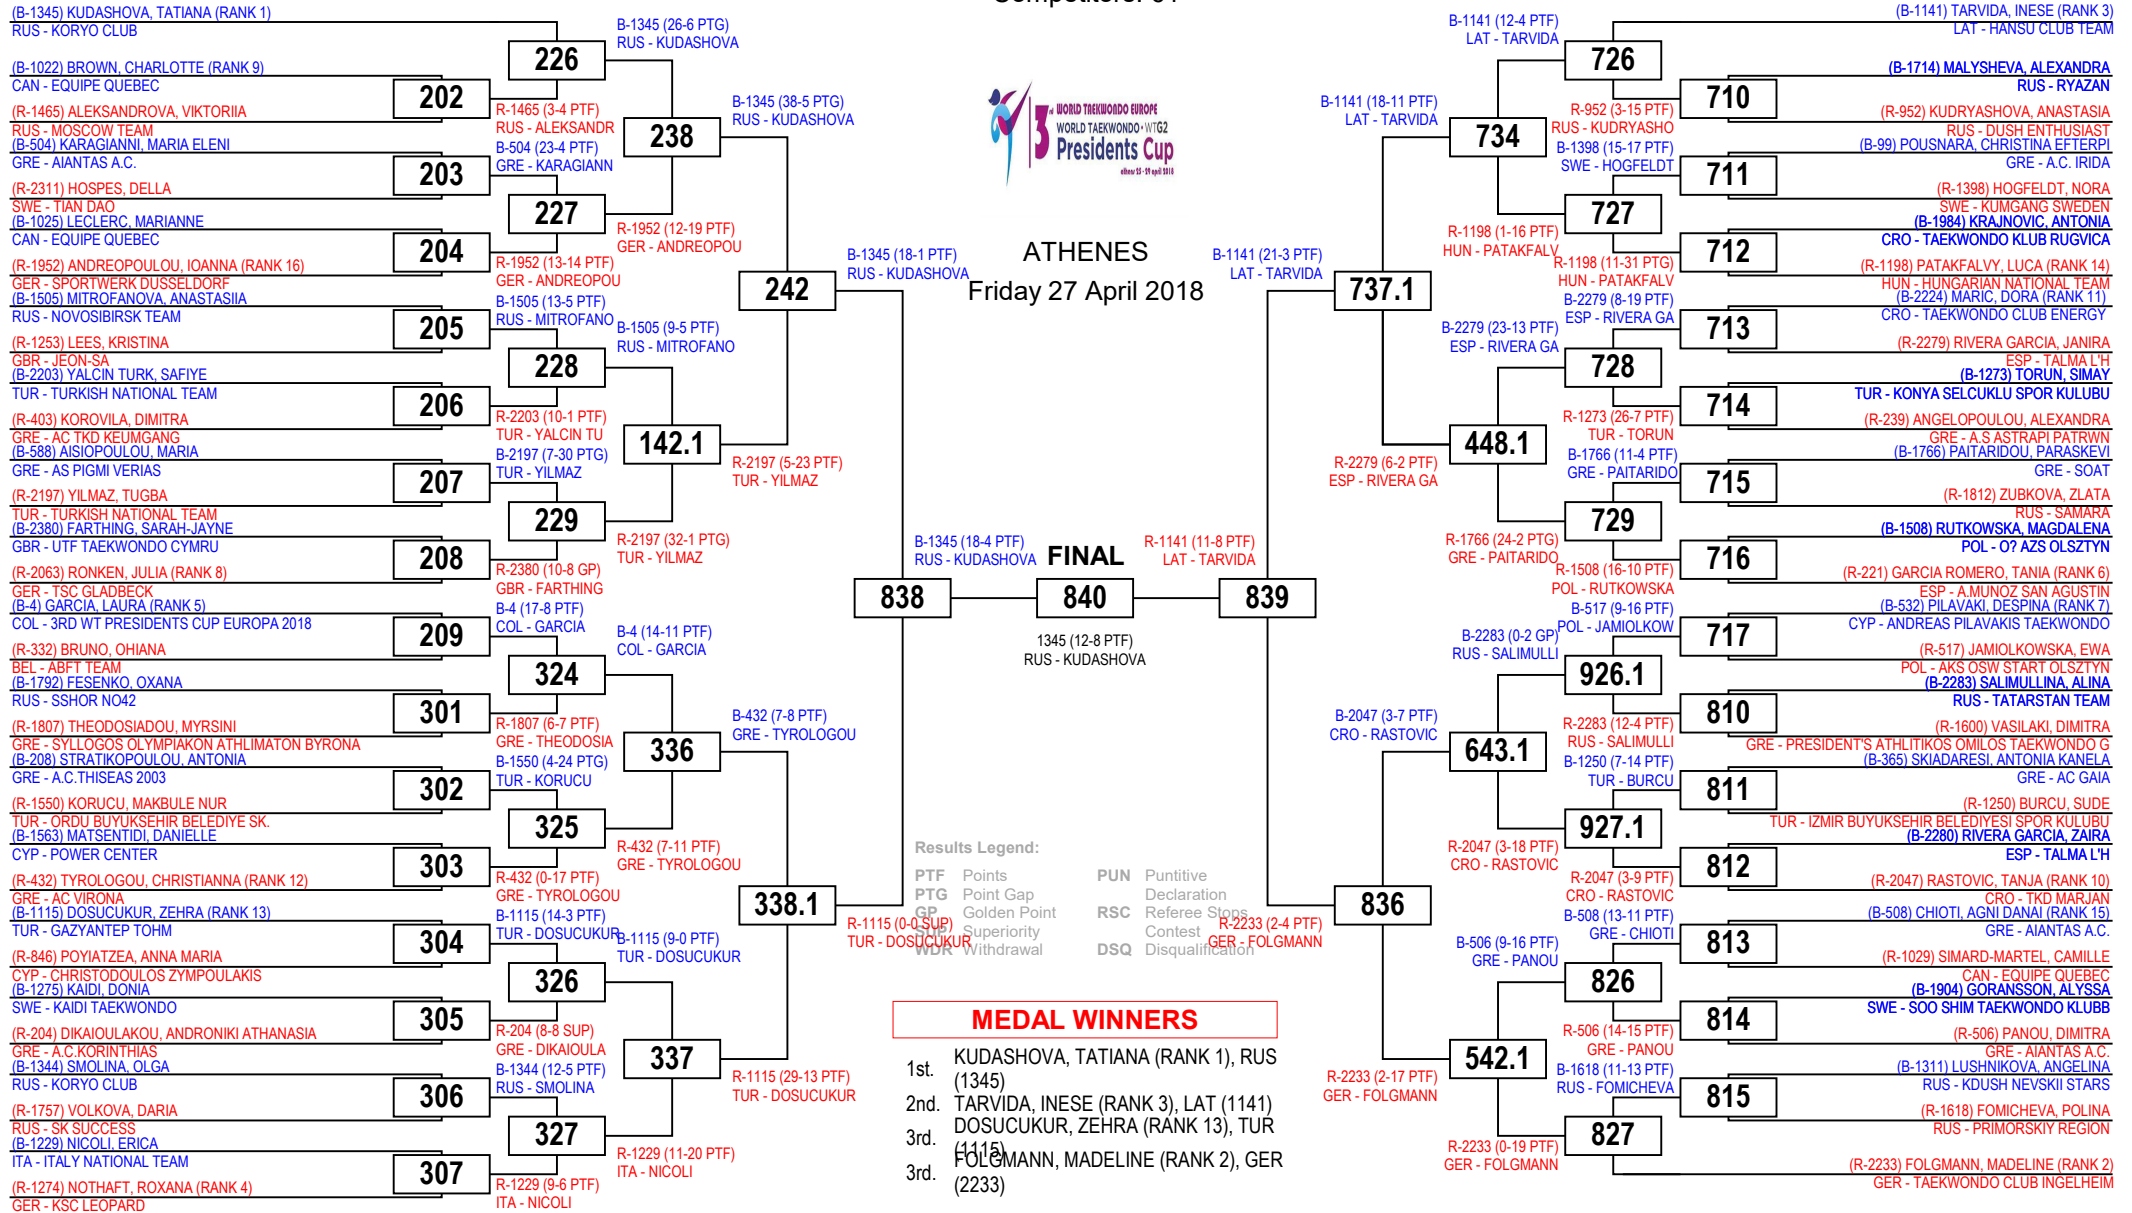 (B-1345) KUDASHOVA, TATIANA (RANK 1)
RUS - KORYO CLUB
(B-1022) BROWN, CHARLOTTE (RANK 9)
CAN - EQUIPE QUEBEC
(R-1465) ALEKSANDROVA, VIKTORIIA
RUS - MOSCOW TEAM
(B-504) KARAGIANNI, MARIA ELENI
GRE - AIANTAS A.C.
(R-2311) HOSPES, DELLA
SWE - TIAN DAO
(B-1025) LECLERC, MARIANNE
CAN - EQUIPE QUEBEC
(R-1952) ANDREOPOULOU, IOANNA (RANK 16)
GER - SPORTWERK DUSSELDORF
(B-1505) MITROFANOVA, ANASTASIIA
RUS - NOVOSIBIRSK TEAM
(R-1253) LEES, KRISTINA
GBR - JEON-SA
(B-2203) YALCIN TURK, SAFIYE
TUR - TURKISH NATIONAL TEAM
(R-403) KOROVILA, DIMITRA
GRE - AC TKD KEUMGANG
(B-588) AISIOPOULOU, MARIA
GRE - AS PIGMI VERIAS
(R-2197) YILMAZ, TUGBA
TUR - TURKISH NATIONAL TEAM
(B-2380) FARTHING, SARAH-JAYNE
GBR - UTF TAEKWONDO CYMRU
(R-2063) RONKEN, JULIA (RANK 8)
GER - TSC GLADBECK
(B-4) GARCIA, LAURA (RANK 5)
COL - 3RD WT PRESIDENTS CUP EUROPA 2018
(R-332) BRUNO, OHIANA
BEL - ABFT TEAM
(B-1792) FESENKO, OXANA
RUS - SSHOR NO42
(R-1807) THEODOSIADOU, MYRSINI
GRE - SYLLOGOS OLYMPIAKON ATHLIMATON BYRONA
(B-208) STRATIKOPOULOU, ANTONIA
GRE - A.C.THISEAS 2003
(R-1550) KORUCU, MAKBULE NUR
TUR - ORDU BUYUKSEHIR BELEDIYE SK.
(B-1563) MATSENTIDI, DANIELLE
CYP - POWER CENTER
(R-432) TYROLOGOU, CHRISTIANNA (RANK 12)
GRE - AC VIRONA
(B-1115) DOSUCUKUR, ZEHRA (RANK 13)
TUR - GAZYANTEP TOHM
(R-846) POYIATZEA, ANNA MARIA
CYP - CHRISTODOULOS ZYMPOULAKIS
(B-1275) KAIDI, DONIA
SWE - KAIDI TAEKWONDO
(R-204) DIKAIOULAKOU, ANDRONIKI ATHANASIA
GRE - A.C.KORINTHIAS
(B-1344) SMOLINA, OLGA
RUS - KORYO CLUB
(R-1757) VOLKOVA, DARIA
RUS - SK SUCCESS
(B-1229) NICOLI, ERICA
ITA - ITALY NATIONAL TEAM
(R-1274) NOTHAFT, ROXANA (RANK 4)
GER - KSC LEOPARD
202
203
204
205
206
207
208
209
301
302
303
304
305
306
307
226
R-1465 (3-4 PTF)
RUS - ALEKSANDR
B-504 (23-4 PTF)
GRE - KARAGIANN
227
R-1952 (13-14 PTF)
GER - ANDREOPOU
B-1505 (13-5 PTF)
RUS - MITROFANO
228
R-2203 (10-1 PTF)
TUR - YALCIN TU
B-2197 (7-30 PTG)
TUR - YILMAZ
229
R-2380 (10-8 GP)
GBR - FARTHING
B-4 (17-8 PTF)
COL - GARCIA
324
R-1807 (6-7 PTF)
GRE - THEODOSIA
B-1550 (4-24 PTG)
TUR - KORUCU
325
R-432 (0-17 PTF)
GRE - TYROLOGOU
B-1115 (14-3 PTF)
TUR - DOSUCUKUR
326
R-204 (8-8 SUP)
GRE - DIKAIOULA
B-1344 (12-5 PTF)
RUS - SMOLINA
327
R-1229 (9-6 PTF)
ITA - NICOLI
B-1345 (26-6 PTG)
RUS - KUDASHOVA
238
R-1952 (12-19 PTF)
GER - ANDREOPOU
B-1505 (9-5 PTF)
RUS - MITROFANO
142.1
R-2197 (32-1 PTG)
TUR - YILMAZ
B-4 (14-11 PTF)
COL - GARCIA
336
R-432 (7-11 PTF)
GRE - TYROLOGOU
B-1115 (9-0 PTF)
TUR - DOSUCUKUR
337
R-1229 (11-20 PTF)
ITA - NICOLI
B-1345 (38-5 PTG)
RUS - KUDASHOVA
242
R-2197 (5-23 PTF)
TUR - YILMAZ
B-432 (7-8 PTF)
GRE - TYROLOGOU
338.1
R-1115 (29-13 PTF)
TUR - DOSUCUKUR
B-1345 (18-1 PTF)
RUS - KUDASHOVA
838
R-1115 (0-0 SUP)
TUR - DOSUCUKUR
3rd WORLD TAEKWONDO EUROPE
WORLD TAEKWONDO • WTG2
Presidents Cup
athens 25 - 29 april 2018
ATHENES
Friday 27 April 2018
B-1345 (18-4 PTF)
RUS - KUDASHOVA
FINAL
840
1345 (12-8 PTF)
RUS - KUDASHOVA
R-1141 (11-8 PTF)
LAT - TARVIDA
Results Legend:
PTF Points
PTG Point Gap
GP Golden Point
SUP Superiority
WDR Withdrawal
PUN Puntitive Declaration
RSC Referee Stops Contest
DSQ Disqualification
MEDAL WINNERS
1st. KUDASHOVA, TATIANA (RANK 1), RUS (1345)
2nd. TARVIDA, INESE (RANK 3), LAT (1141)
3rd. DOSUCUKUR, ZEHRA (RANK 13), TUR (1115)
3rd. FOLGMANN, MADELINE (RANK 2), GER (2233)
B-1141 (21-3 PTF)
LAT - TARVIDA
839
R-2233 (2-4 PTF)
GER - FOLGMANN
B-1141 (18-11 PTF)
LAT - TARVIDA
737.1
R-2279 (6-2 PTF)
ESP - RIVERA GA
B-2047 (3-7 PTF)
CRO - RASTOVIC
836
R-2233 (2-17 PTF)
GER - FOLGMANN
B-1141 (12-4 PTF)
LAT - TARVIDA
734
R-1198 (1-16 PTF)
HUN - PATAKFALV
B-2279 (23-13 PTF)
ESP - RIVERA GA
448.1
R-1766 (24-2 PTG)
GRE - PAITARIDO
B-2283 (0-2 GP)
RUS - SALIMULLI
643.1
R-2047 (3-18 PTF)
CRO - RASTOVIC
B-506 (9-16 PTF)
GRE - PANOU
542.1
R-2233 (0-19 PTF)
GER - FOLGMANN
726
R-952 (3-15 PTF)
RUS - KUDRYASHO
B-1398 (15-17 PTF)
SWE - HOGFELDT
727
R-1198 (11-31 PTG)
HUN - PATAKFALV
B-2279 (8-19 PTF)
ESP - RIVERA GA
728
R-1273 (26-7 PTF)
TUR - TORUN
B-1766 (11-4 PTF)
GRE - PAITARIDO
729
R-1508 (16-10 PTF)
POL - RUTKOWSKA
B-517 (9-16 PTF)
POL - JAMIOLKOW
926.1
R-2283 (12-4 PTF)
RUS - SALIMULLI
B-1250 (7-14 PTF)
TUR - BURCU
927.1
R-2047 (3-9 PTF)
CRO - RASTOVIC
B-508 (13-11 PTF)
GRE - CHIOTI
826
R-506 (14-15 PTF)
GRE - PANOU
B-1618 (11-13 PTF)
RUS - FOMICHEVA
827
710
711
712
713
714
715
716
717
810
811
812
813
814
815
(B-1141) TARVIDA, INESE (RANK 3)
LAT - HANSU CLUB TEAM
(B-1714) MALYSHEVA, ALEXANDRA
RUS - RYAZAN
(R-952) KUDRYASHOVA, ANASTASIA
RUS - DUSH ENTHUSIAST
(B-99) POUSNARA, CHRISTINA EFTERPI
GRE - A.C. IRIDA
(R-1398) HOGFELDT, NORA
SWE - KUMGANG SWEDEN
(B-1984) KRAJNOVIC, ANTONIA
CRO - TAEKWONDO KLUB RUGVICA
(R-1198) PATAKFALVY, LUCA (RANK 14)
HUN - HUNGARIAN NATIONAL TEAM
(B-2224) MARIC, DORA (RANK 11)
CRO - TAEKWONDO CLUB ENERGY
(R-2279) RIVERA GARCIA, JANIRA
ESP - TALMA L'H
(B-1273) TORUN, SIMAY
TUR - KONYA SELCUKLU SPOR KULUBU
(R-239) ANGELOPOULOU, ALEXANDRA
GRE - A.S ASTRAPI PATRWN
(B-1766) PAITARIDOU, PARASKEVI
GRE - SOAT
(R-1812) ZUBKOVA, ZLATA
RUS - SAMARA
(B-1508) RUTKOWSKA, MAGDALENA
POL - O? AZS OLSZTYN
(R-221) GARCIA ROMERO, TANIA (RANK 6)
ESP - A.MUNOZ SAN AGUSTIN
(B-532) PILAVAKI, DESPINA (RANK 7)
CYP - ANDREAS PILAVAKIS TAEKWONDO
(R-517) JAMIOLKOWSKA, EWA
POL - AKS OSW START OLSZTYN
(B-2283) SALIMULLINA, ALINA
RUS - TATARSTAN TEAM
(R-1600) VASILAKI, DIMITRA
GRE - PRESIDENT'S ATHLITIKOS OMILOS TAEKWONDO G
(B-365) SKIADARESI, ANTONIA KANELA
GRE - AC GAIA
(R-1250) BURCU, SUDE
TUR - IZMIR BUYUKSEHIR BELEDIYESI SPOR KULUBU
(B-2280) RIVERA GARCIA, ZAIRA
ESP - TALMA L'H
(R-2047) RASTOVIC, TANJA (RANK 10)
CRO - TKD MARJAN
(B-508) CHIOTI, AGNI DANAI (RANK 15)
GRE - AIANTAS A.C.
(R-1029) SIMARD-MARTEL, CAMILLE
CAN - EQUIPE QUEBEC
(B-1904) GORANSSON, ALYSSA
SWE - SOO SHIM TAEKWONDO KLUBB
(R-506) PANOU, DIMITRA
GRE - AIANTAS A.C.
(B-1311) LUSHNIKOVA, ANGELINA
RUS - KDUSH NEVSKII STARS
(R-1618) FOMICHEVA, POLINA
RUS - PRIMORSKIY REGION
(R-2233) FOLGMANN, MADELINE (RANK 2)
GER - TAEKWONDO CLUB INGELHEIM